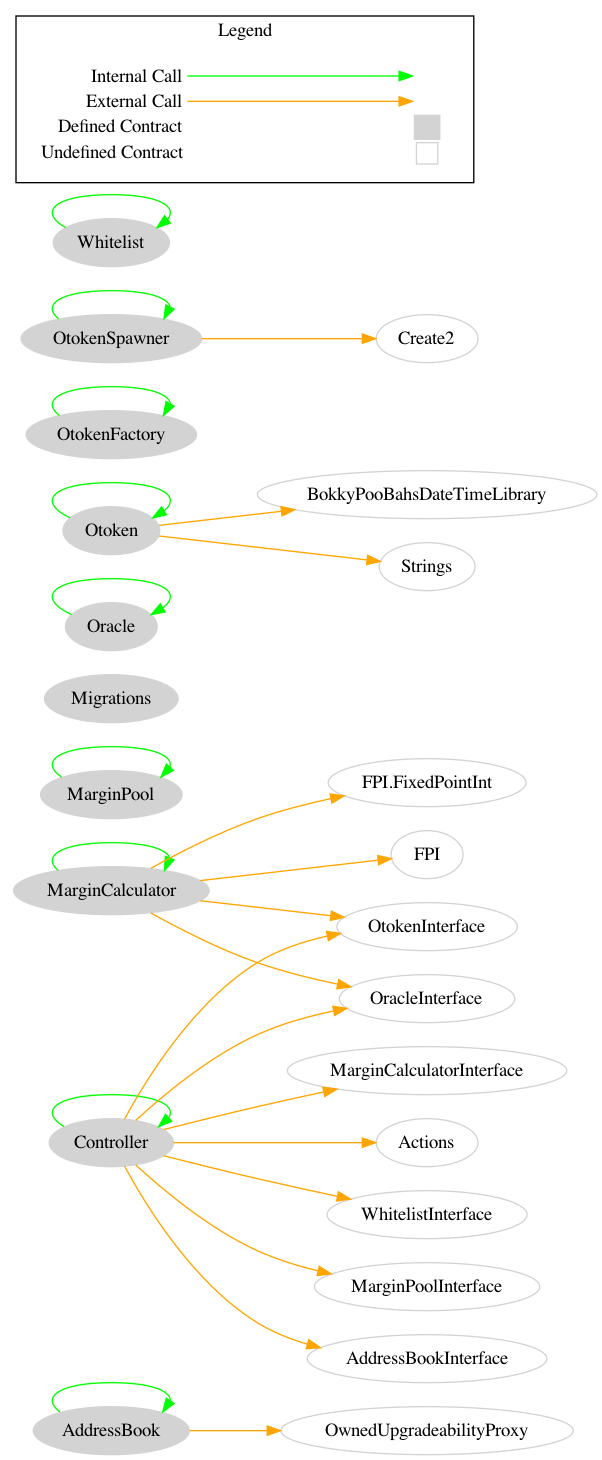 Legend
Internal Call
External Call
Defined Contract
Undefined Contract
Whitelist
OtokenSpawner
Create2
OtokenFactory
BokkyPooBahsDateTimeLibrary
Otoken
Strings
Oracle
Migrations
FPI.FixedPointInt
MarginPool
FPI
MarginCalculator
OtokenInterface
OracleInterface
MarginCalculatorInterface
Controller
Actions
WhitelistInterface
MarginPoolInterface
AddressBookInterface
AddressBook
OwnedUpgradeabilityProxy